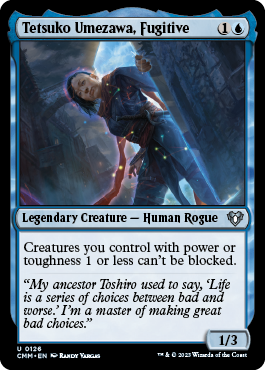 Tetsuko Umezawa, Fugitive 1
Legendary Creature — Human Rogue
Creatures you control with power or
toughness 1 or less can't be blocked.
“My ancestor Toshiro used to say, ‘Life
is a series of choices between bad and
worse.’ I'm a master of making great
bad choices.”
1/3
U 0126
CMM • EN RANDY VARGAS
™ & © 2023 Wizards of the Coast